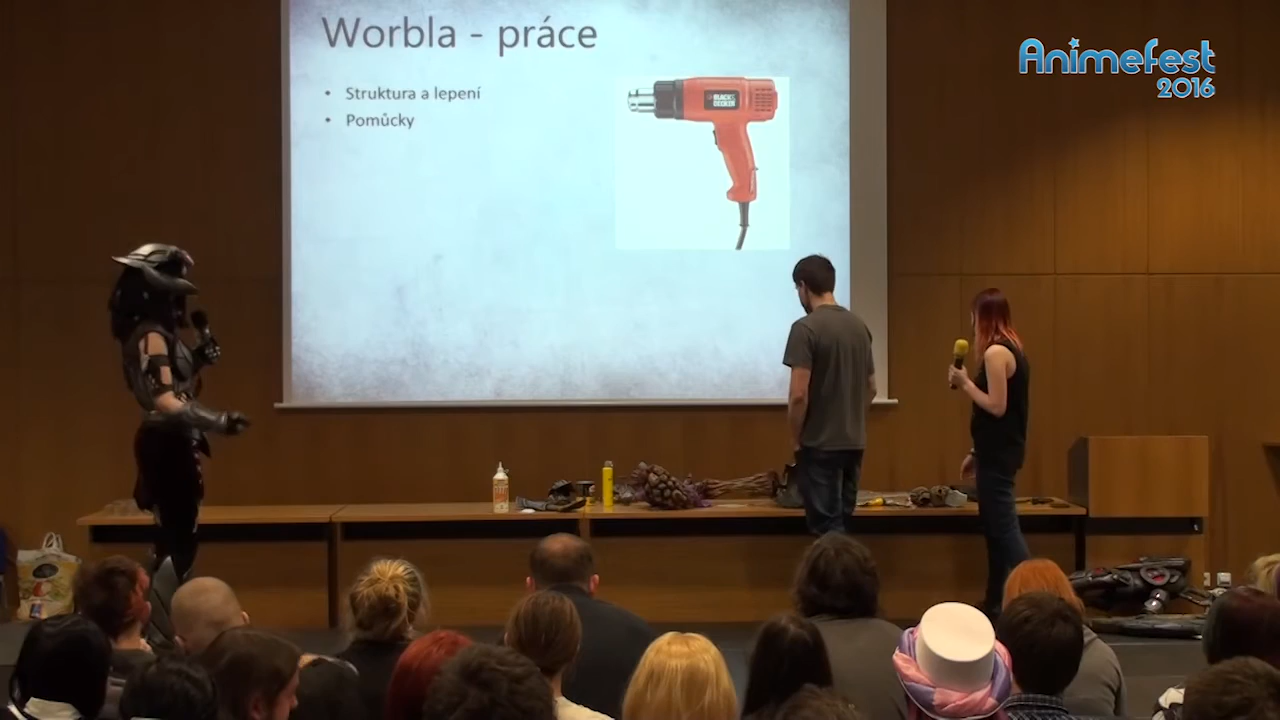 Worbla - práce
• Struktura a lepení
• Pomůcky
BLACK&
DECKER
AnimeFest
2016